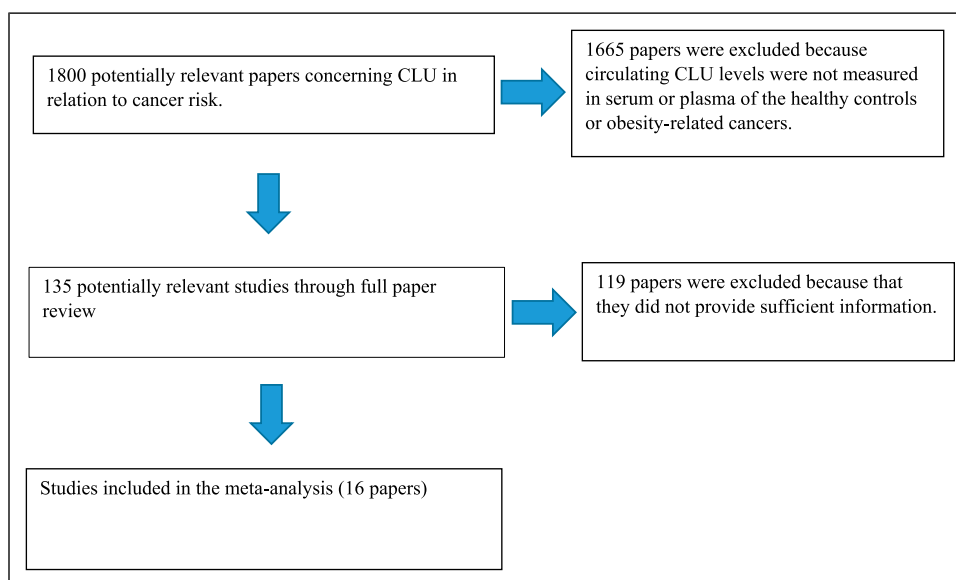 1800 potentially relevant papers concerning CLU in
relation to cancer risk.
1665 papers were excluded because
circulating CLU levels were not measured
in serum or plasma of the healthy controls
or obesity-related cancers.
135 potentially relevant studies through full paper
review
119 papers were excluded because that
they did not provide sufficient information.
Studies included in the meta-analysis (16 papers)